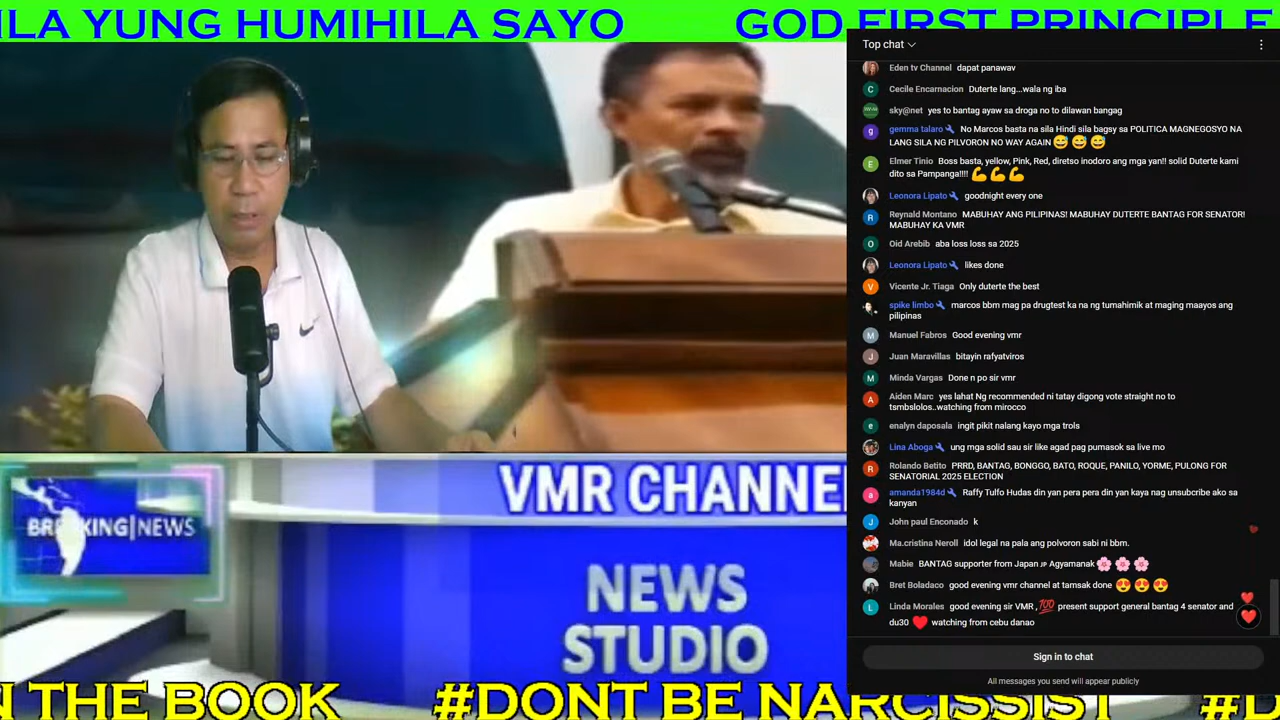 ILA YUNG HUMIHILA SAYO GOD FIRST PRINCIPLE
Top chat
Eden tv Channel dapat panawav
Cecile Encarnacion Duterte lang...wala ng iba
sky@net yes to bantag ayaw sa droga no to dilawan bangag
gemma talaro No Marcos basta na sila Hindi sila bagsy sa POLITICA MAGNEGOSYO NA
LANG SILA NG PILVORON NO WAY AGAIN 😅 😅 😅
Elmer Tinio Boss basta, yellow, Pink, Red, diretso inodoro ang mga yan!! solid Duterte kami
dito sa Pampanga!!!! 💪 💪 💪
Leonora Lipato goodnight every one
Reynald Montano MABUHAY ANG PILIPINAS! MABUHAY DUTERTE BANTAG FOR SENATOR!
MABUHAY KA VMR
Oid Arebib aba loss loss sa 2025
Leonora Lipato likes done
Vicente Jr. Tiaga Only duterte the best
spike limbo marcos bbm mag pa drugtest ka na ng tumahimik at maging maayos ang
pilipinas
Manuel Fabros Good evening vmr
Juan Maravillas bitayin rafyatviros
Minda Vargas Done n po sir vmr
Aiden Marc yes lahat Ng recommended ni tatay digong vote straight no to
tsmbslolos..watching from mirocco
enalyn daposala ingit pikit nalang kayo mga trols
Lina Aboga ung mga solid sau sir like agad pag pumasok sa live mo
Rolando Betito PRRD, BANTAG, BONGGO, BATO, ROQUE, PANILO, YORME, PULONG FOR
SENATORIAL 2025 ELECTION
amanda1984d Raffy Tulfo Hudas din yan pera pera din yan kaya nag unsubcribe ako sa
kanyan
John paul Enconado k
Ma.cristina Neroll idol legal na pala ang polvoron sabi ni bbm.
Mabie BANTAG supporter from Japan JP Agyamanak 🌸 🌸 🌸
Bret Boladaco good evening vmr channel at tamsak done 😍 😍 😍
Linda Morales good evening sir VMR , 💯 present support general bantag 4 senator and
du30 ❤️ watching from cebu danao
Sign in to chat
All messages you send will appear publicly
BREAKING|NEWS
VMR CHANNE
NEWS
STUDIO
N THE BOOK #DONT BE NARCISSIST #D